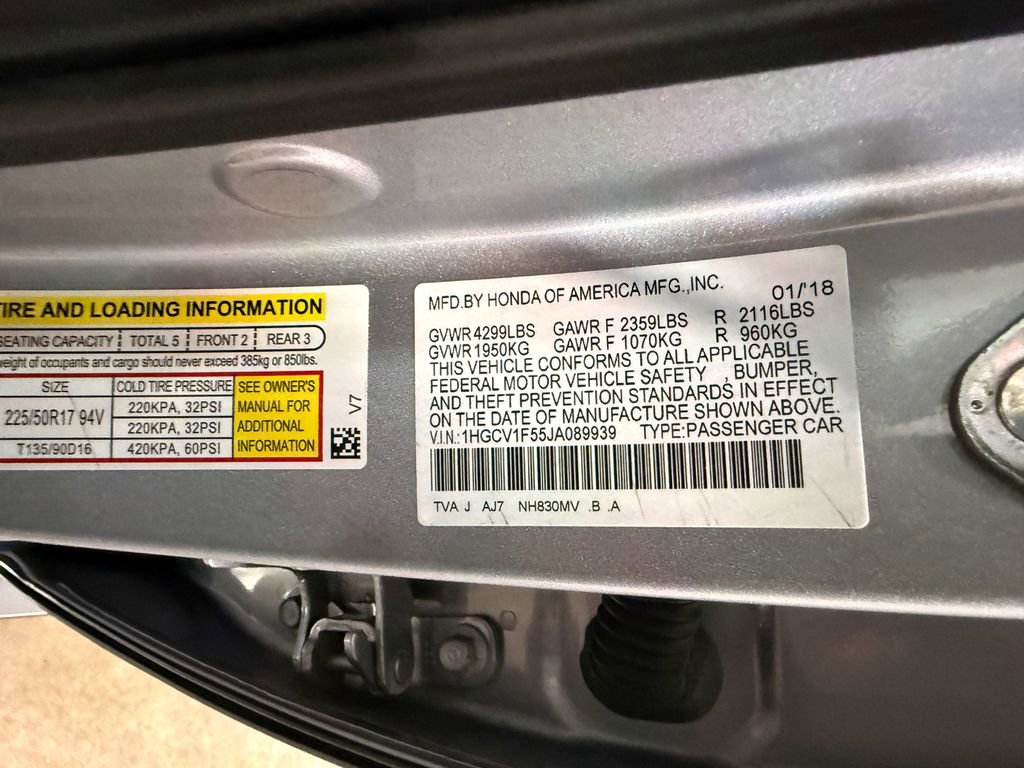 TIRE AND LOADING INFORMATION
SEATING CAPACITY | TOTAL 5 | FRONT 2 | REAR 3
weight of occupants and cargo should never exceed 385kg or 850lbs.
SIZE COLD TIRE PRESSURE SEE OWNER'S
225/50R17 94V 220KPA, 32PSI MANUAL FOR
220KPA, 32PSI ADDITIONAL
T135/90D16 420KPA, 60PSI INFORMATION
V7
MFD.BY HONDA OF AMERICA MFG.,INC. 01/'18
GVWR 4299LBS GAWR F 2359LBS R 2116LBS
GVWR 1950KG GAWR F 1070KG R 960KG
THIS VEHICLE CONFORMS TO ALL APPLICABLE
FEDERAL MOTOR VEHICLE SAFETY , BUMPER,
AND THEFT PREVENTION STANDARDS IN EFFECT
ON THE DATE OF MANUFACTURE SHOWN ABOVE.
V.I.N.:1HGCV1F55JA089939 TYPE:PASSENGER CAR
TVA J AJ7 NH830MV .B .A